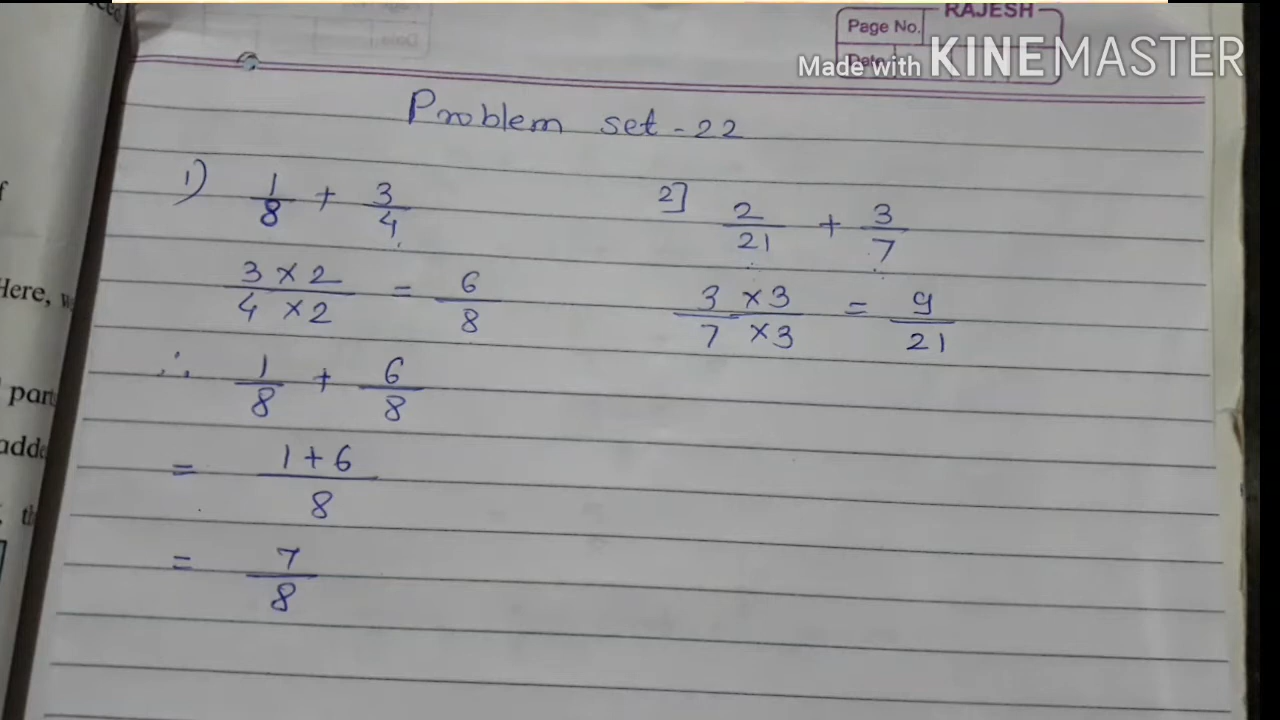 RAJESH
Page No.
Made with KINEMASTER
Problem set - 22
1) 1/8 + 3/4
3 × 2 / 4 × 2 = 6/8
∴ 1/8 + 6/8
= 1 + 6 / 8
= 7/8
2] 2/21 + 3/7
3 × 3 / 7 × 3 = 9/21
Here,
part
adde